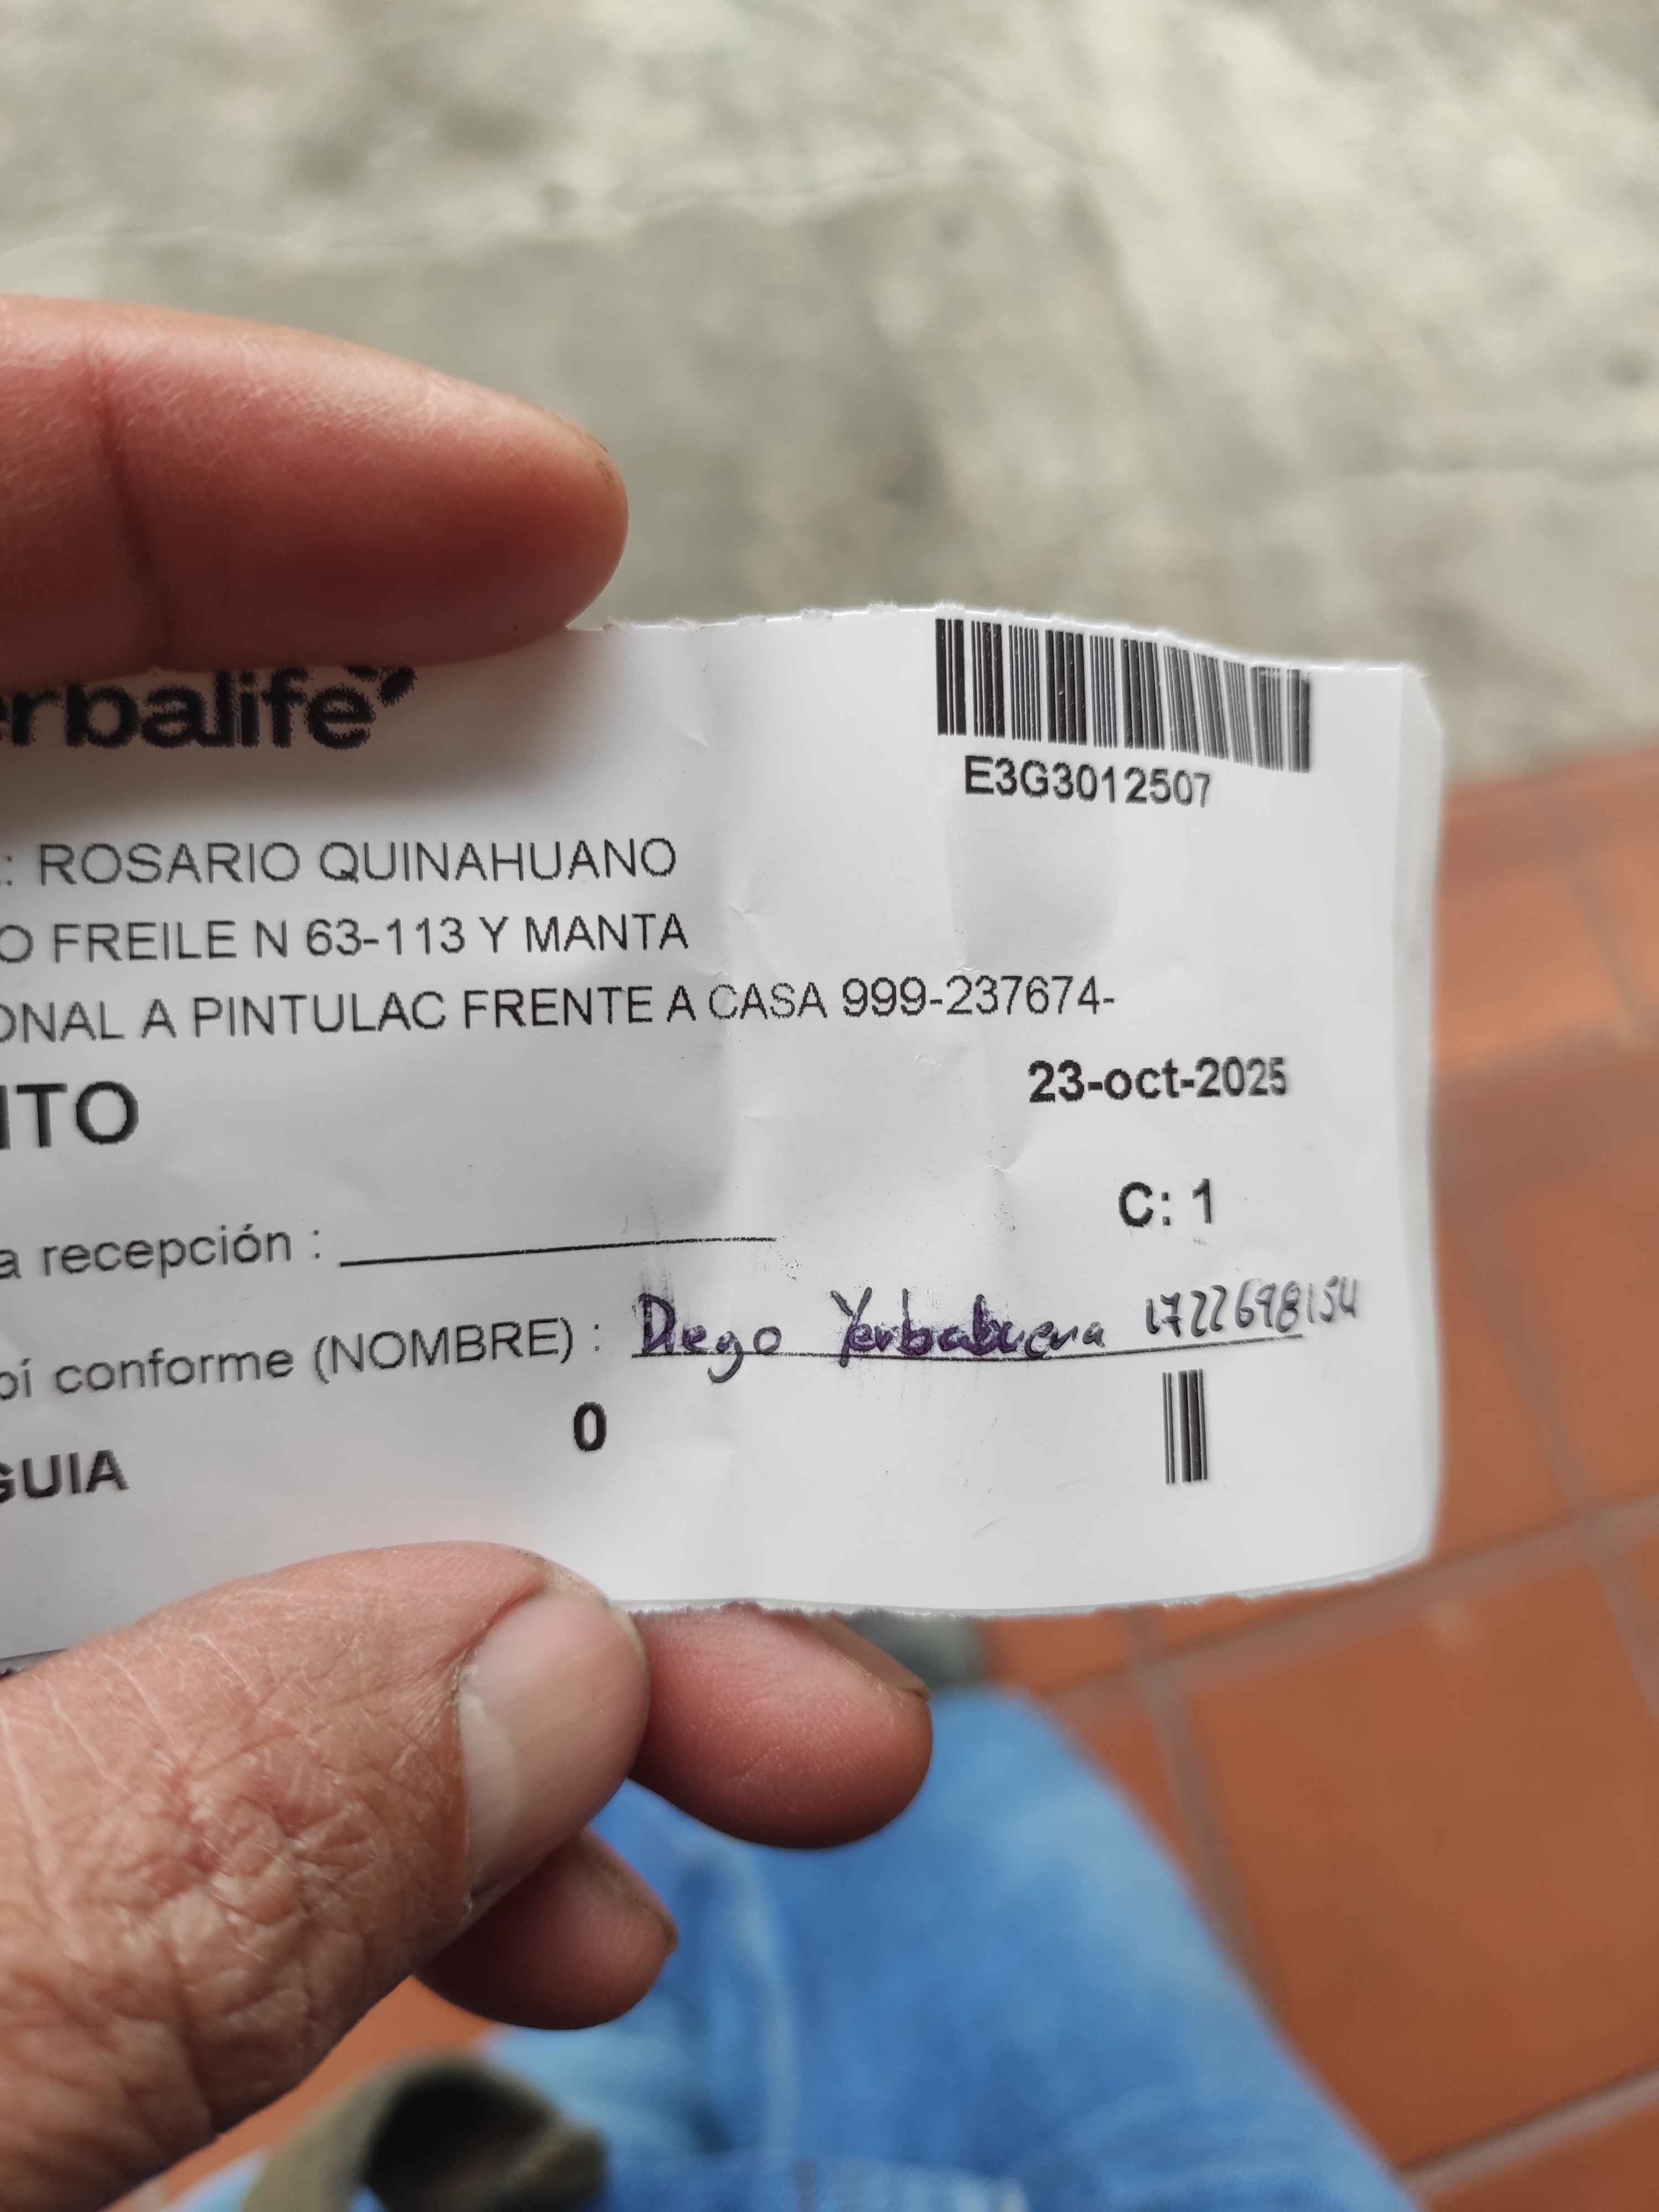 erbalife
E3G3012507
.: ROSARIO QUINAHUANO
O FREILE N 63-113 Y MANTA
ONAL A PINTULAC FRENTE A CASA 999-237674-
23-oct-2025
ITO
C: 1
a recepción :
bí conforme (NOMBRE) : Diego Yerbabuena 1722698154
0
GUIA